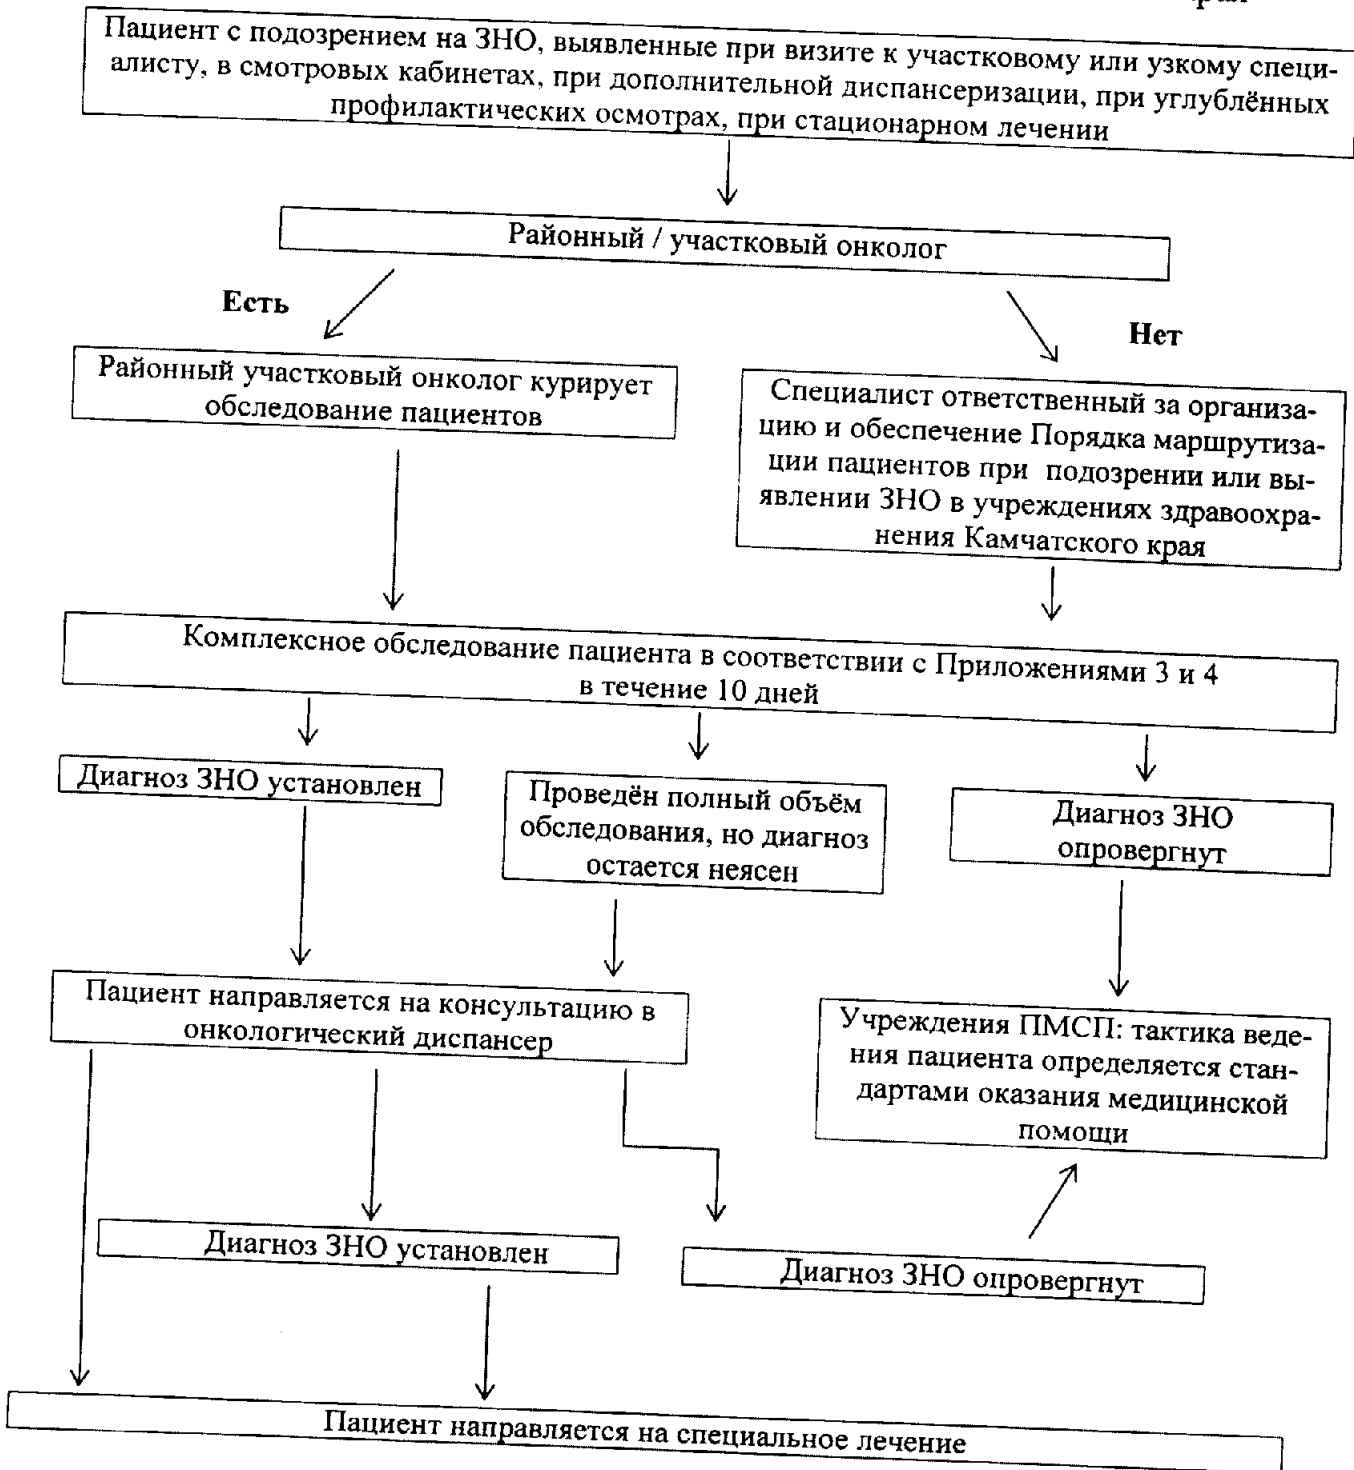 Пациент с подозрением на ЗНО, выявленные при визите к участковому или узкому специ-
алисту, в смотровых кабинетах, при дополнительной диспансеризации, при углублённых
профилактических осмотрах, при стационарном лечении
Районный / участковый онколог
Есть
Нет
Районный участковый онколог курирует
обследование пациентов
Специалист ответственный за организа-
цию и обеспечение Порядка маршрутиза-
ции пациентов при подозрении или вы-
явлении ЗНО в учреждениях здравоохра-
нения Камчатского края
Комплексное обследование пациента в соответствии с Приложениями 3 и 4
в течение 10 дней
Диагноз ЗНО установлен
Проведён полный объём
обследования, но диагноз
остается неясен
Диагноз ЗНО
опровергнут
Пациент направляется на консультацию в
онкологический диспансер
Учреждения ПМСП: тактика веде-
ния пациента определяется стан-
дартами оказания медицинской
помощи
Диагноз ЗНО установлен
Диагноз ЗНО опровергнут
Пациент направляется на специальное лечение